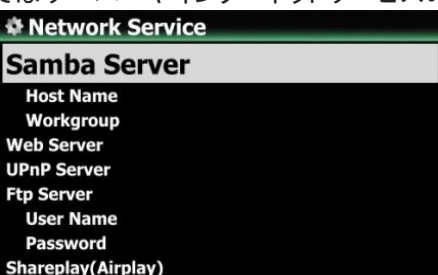 Network Service
Samba Server
Host Name
Workgroup
Web Server
UPnP Server
Ftp Server
User Name
Password
Shareplay(Airplay)